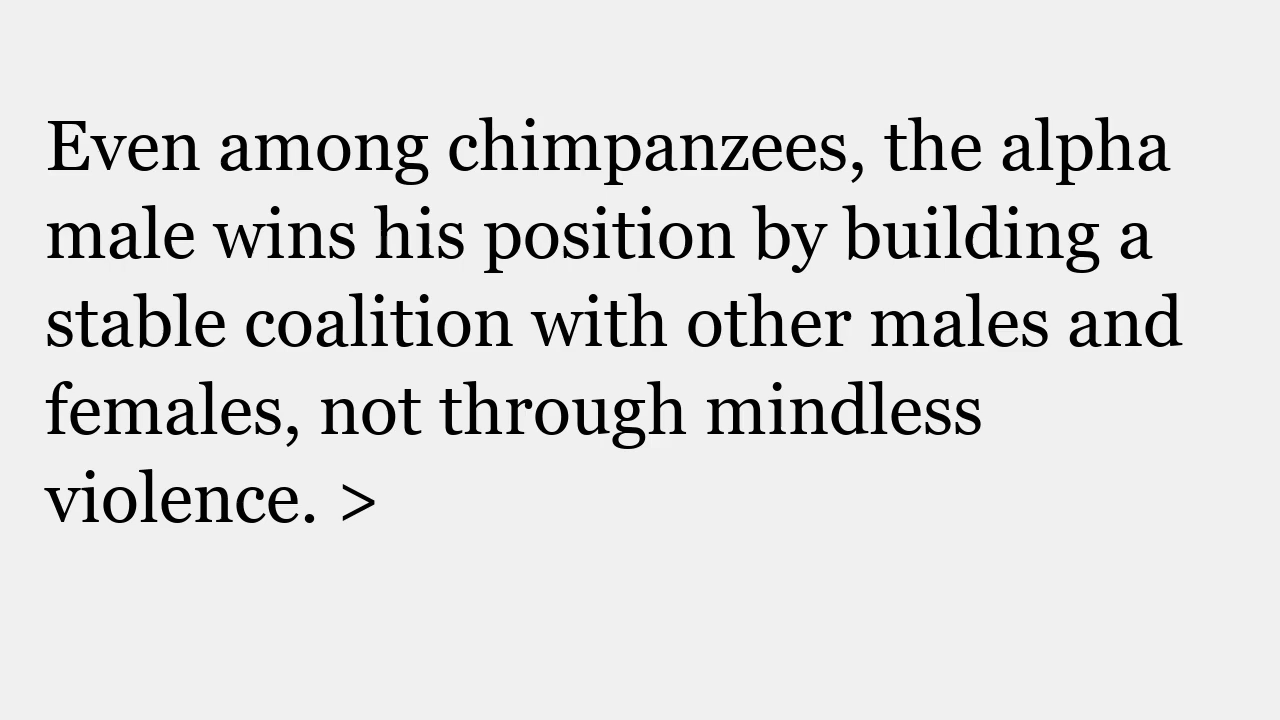 Even among chimpanzees, the alpha
male wins his position by building a
stable coalition with other males and
females, not through mindless
violence. >